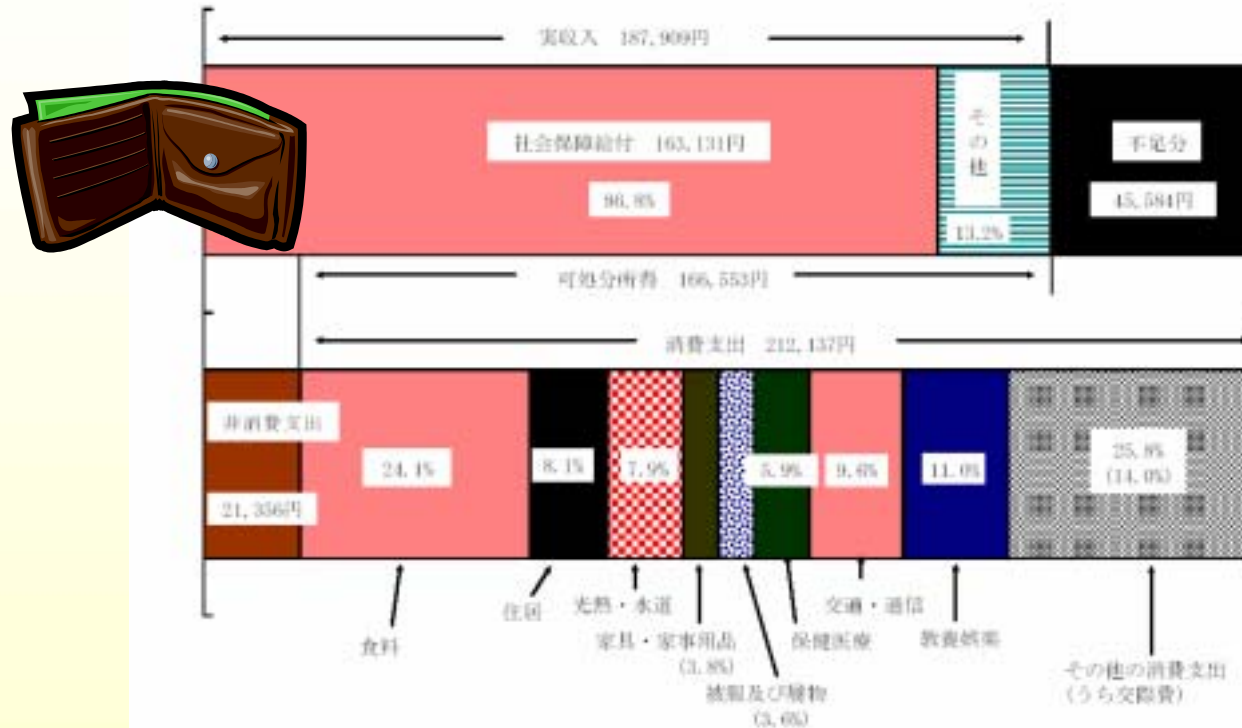 実収入 187,909円
社会保障給付 163,131円
96.8%
その他
13.2%
不足分
45,584円
可処分所得 166,553円
消費支出 212,137円
非消費支出
21,356円
24.1%
8.1%
7.9%
5.9%
9.6%
11.0%
25.8%
(14.0%)
食料
住居
光熱・水道
家具・家事用品
(3.8%)
被服及び履物
(3.6%)
保健医療
交通・通信
教養娯楽
その他の消費支出
(うち交際費)